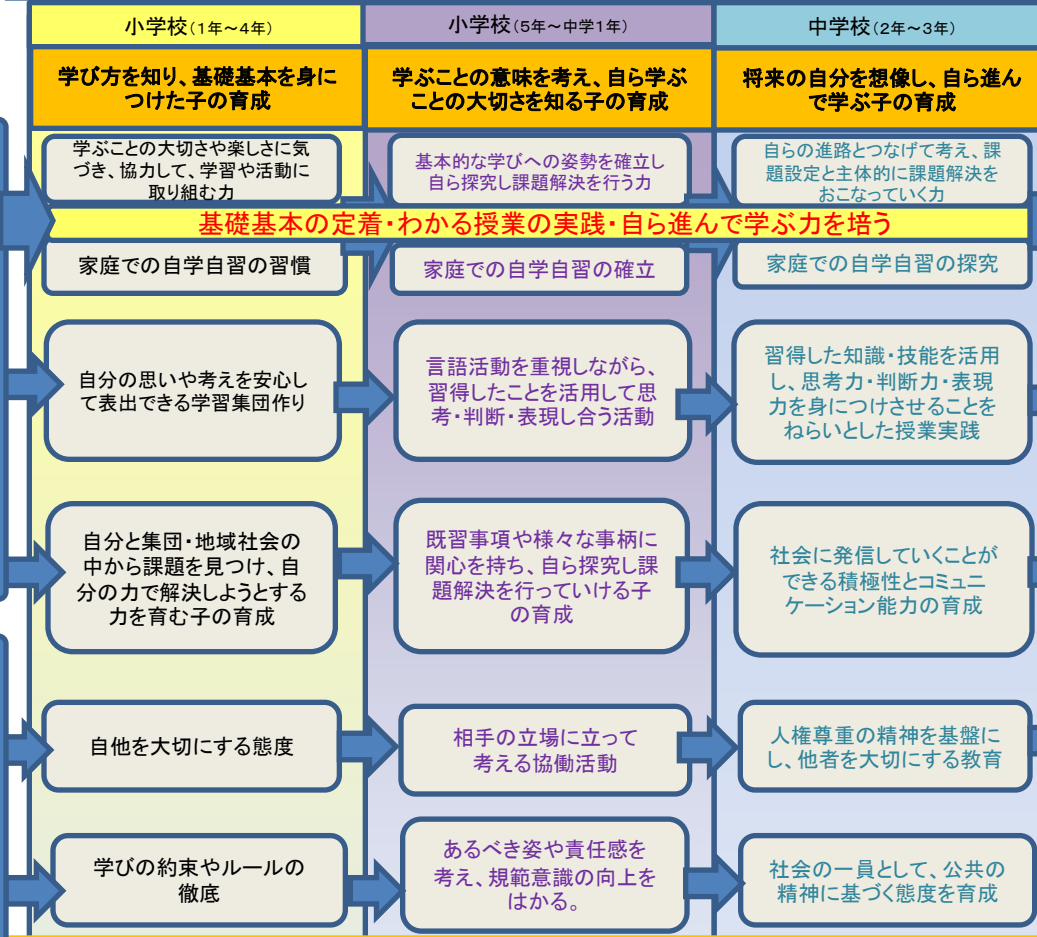 小学校(1年～4年)
小学校(5年～中学1年)
中学校(2年～3年)
学び方を知り、基礎基本を身に
つけた子の育成
学ぶことの意味を考え、自ら学ぶ
ことの大切さを知る子の育成
将来の自分を想像し、自ら進ん
で学ぶ子の育成
学ぶことの大切さや楽しさに気
づき、協力して、学習や活動に
取り組む力
基本的な学びへの姿勢を確立し
自ら探究し課題解決を行う力
自らの進路とつなげて考え、課
題設定と主体的に課題解決を
おこなっていく力
基礎基本の定着・わかる授業の実践・自ら進んで学ぶ力を培う
家庭での自学自習の習慣
家庭での自学自習の確立
家庭での自学自習の探究
自分の思いや考えを安心し
て表出できる学習集団作り
言語活動を重視しながら、
習得したことを活用して思
考・判断・表現し合う活動
習得した知識・技能を活用
し、思考力・判断力・表現
力を身につけさせることを
ねらいとした授業実践
自分と集団・地域社会の
中から課題を見つけ、自
分の力で解決しようとする
力を育む子の育成
既習事項や様々な事柄に
関心を持ち、自ら探究し課
題解決を行っていける子
の育成
社会に発信していくことが
できる積極性とコミュニ
ケーション能力の育成
自他を大切にする態度
相手の立場に立って
考える協働活動
人権尊重の精神を基盤に
し、他者を大切にする教育
学びの約束やルールの
徹底
あるべき姿や責任感を
考え、規範意識の向上を
はかる。
社会の一員として、公共の
精神に基づく態度を育成